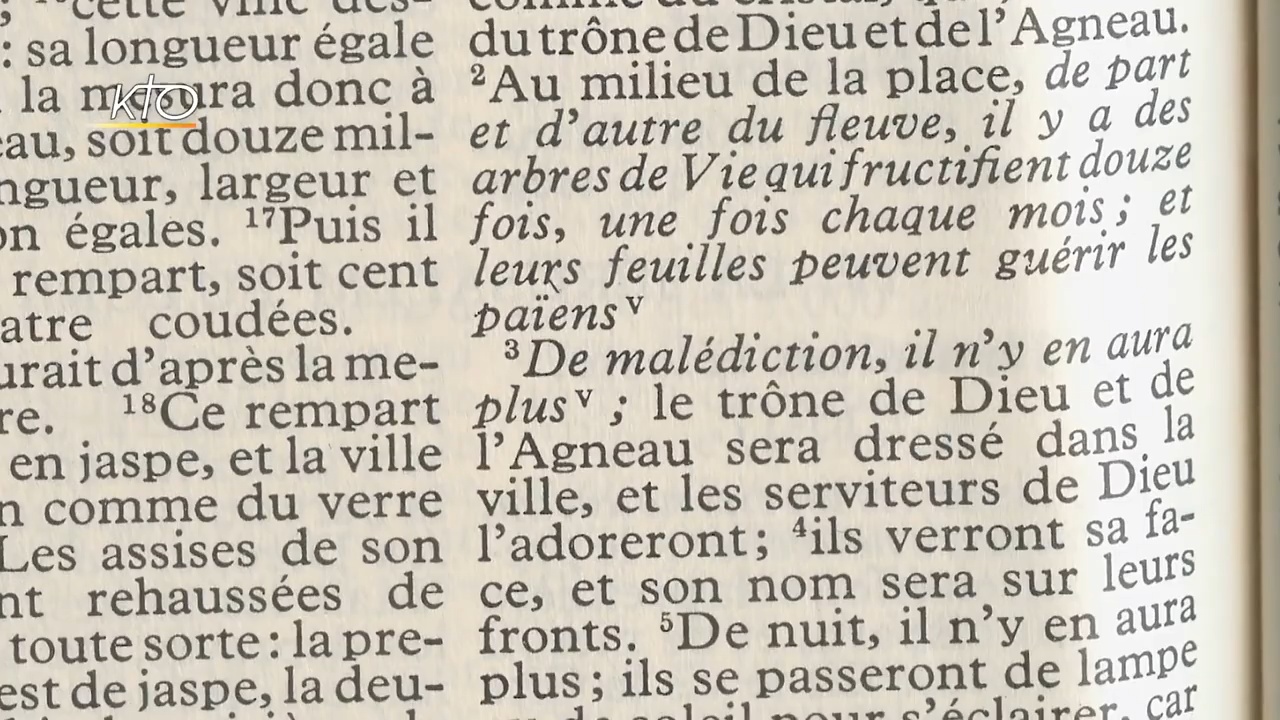 cette ville
: sa longueur égale
la mesura donc à
soit douze mil-
largeur et
égales. ¹⁷Puis il
rempart, soit cent
coudées.
d'après la me-
¹⁸Ce rempart
en jaspe, et la ville
comme du verre
Les assises de son
rehaussées de
toute sorte : la pre-
est de jaspe, la deu-
du trône de Dieu et de l'Agneau.
²Au milieu de la place, de part
et d'autre du fleuve, il y a des
arbres de Vie qui fructifient douze
fois, une fois chaque mois ; et
leurs feuilles peuvent guérir les
païens ᵛ
³De malédiction, il n'y en aura
plus ᵛ ; le trône de Dieu et de
l'Agneau sera dressé dans la
ville, et les serviteurs de Dieu
l'adoreront ; ⁴ils verront sa fa-
ce, et son nom sera sur leurs
fronts. ⁵De nuit, il n'y en aura
plus ; ils se passeront de lampe
soleil pour s'éclairer, car
kto